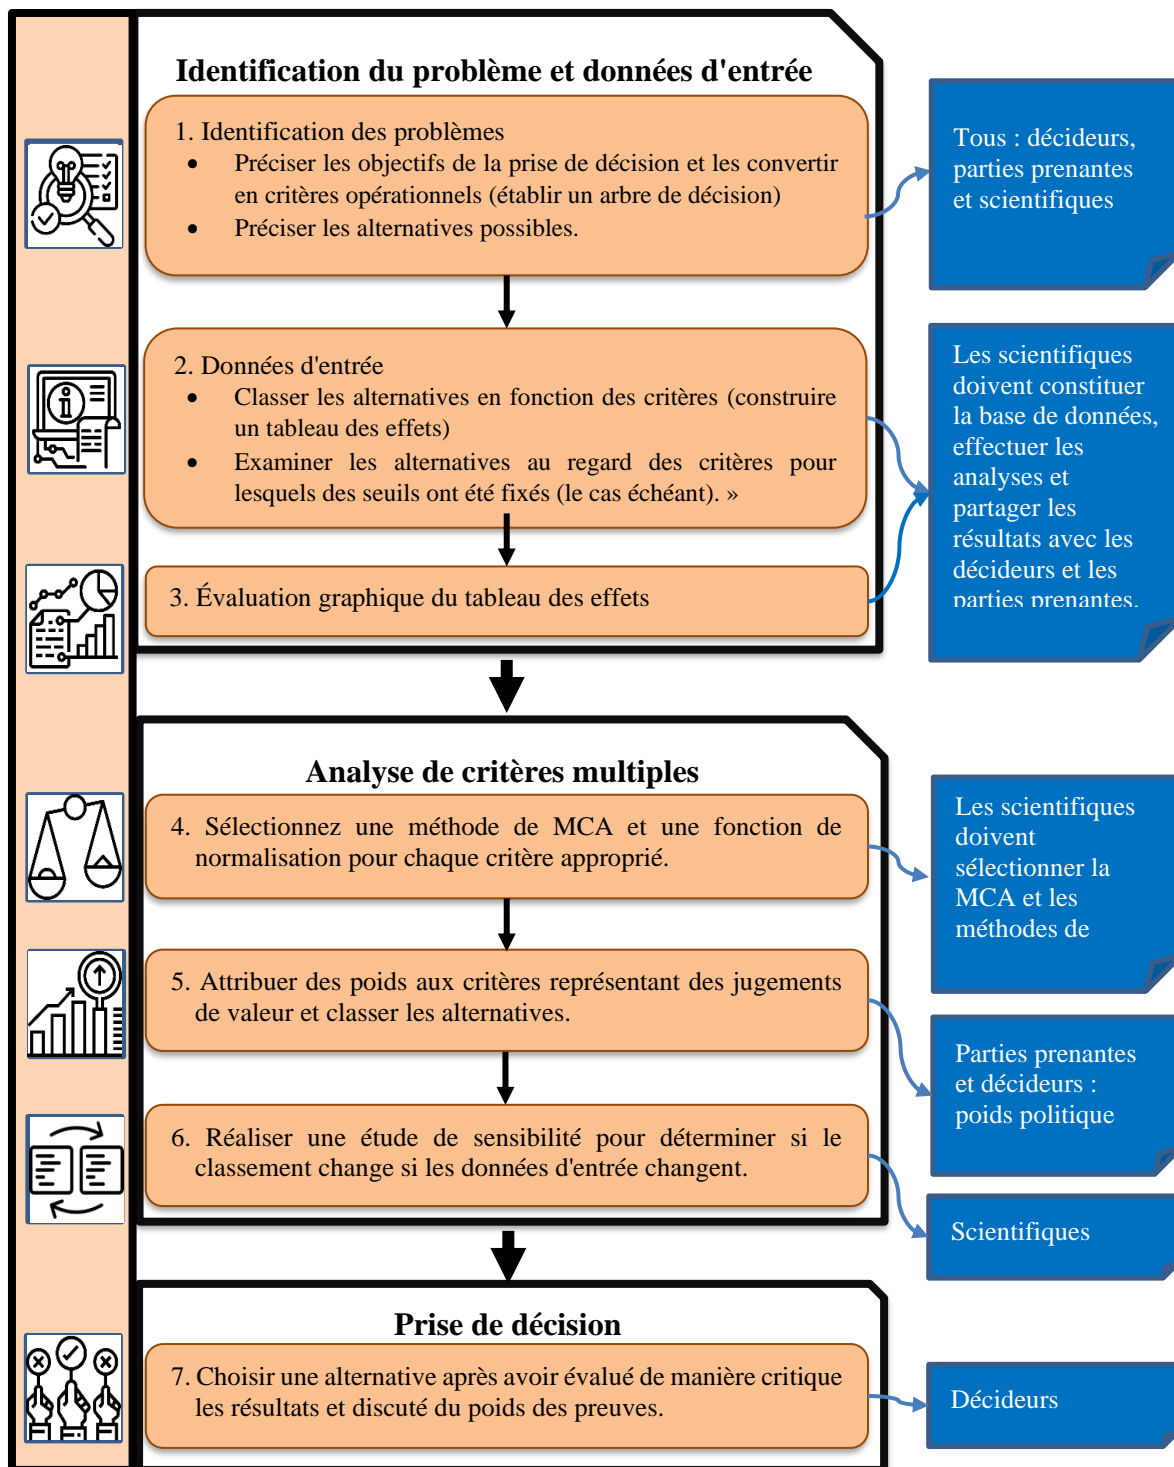 Identification du problème et données d'entrée
1. Identification des problèmes
• Préciser les objectifs de la prise de décision et les convertir
en critères opérationnels (établir un arbre de décision)
• Préciser les alternatives possibles.
Tous : décideurs,
parties prenantes
et scientifiques
2. Données d'entrée
• Classer les alternatives en fonction des critères (construire
un tableau des effets)
• Examiner les alternatives au regard des critères pour
lesquels des seuils ont été fixés (le cas échéant). »
3. Évaluation graphique du tableau des effets
Les scientifiques
doivent constituer
la base de données,
effectuer les
analyses et
partager les
résultats avec les
décideurs et les
parties prenantes.
Analyse de critères multiples
4. Sélectionnez une méthode de MCA et une fonction de
normalisation pour chaque critère approprié.
Les scientifiques
doivent
sélectionner la
MCA et les
méthodes de
5. Attribuer des poids aux critères représentant des jugements
de valeur et classer les alternatives.
Parties prenantes
et décideurs :
poids politique
6. Réaliser une étude de sensibilité pour déterminer si le
classement change si les données d'entrée changent.
Scientifiques
Prise de décision
7. Choisir une alternative après avoir évalué de manière critique
les résultats et discuté du poids des preuves.
Décideurs